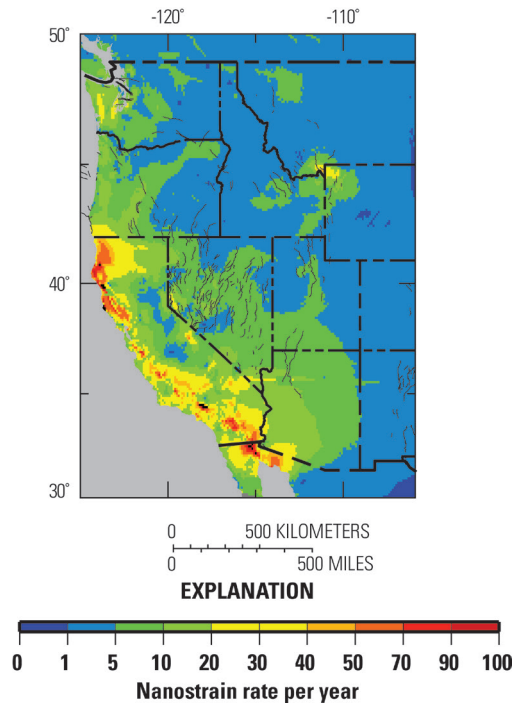 -120° -110°
50°
40°
30°
0 500 KILOMETERS
0 500 MILES
EXPLANATION
0 1 5 10 20 30 40 50 70 90 100
Nanostrain rate per year